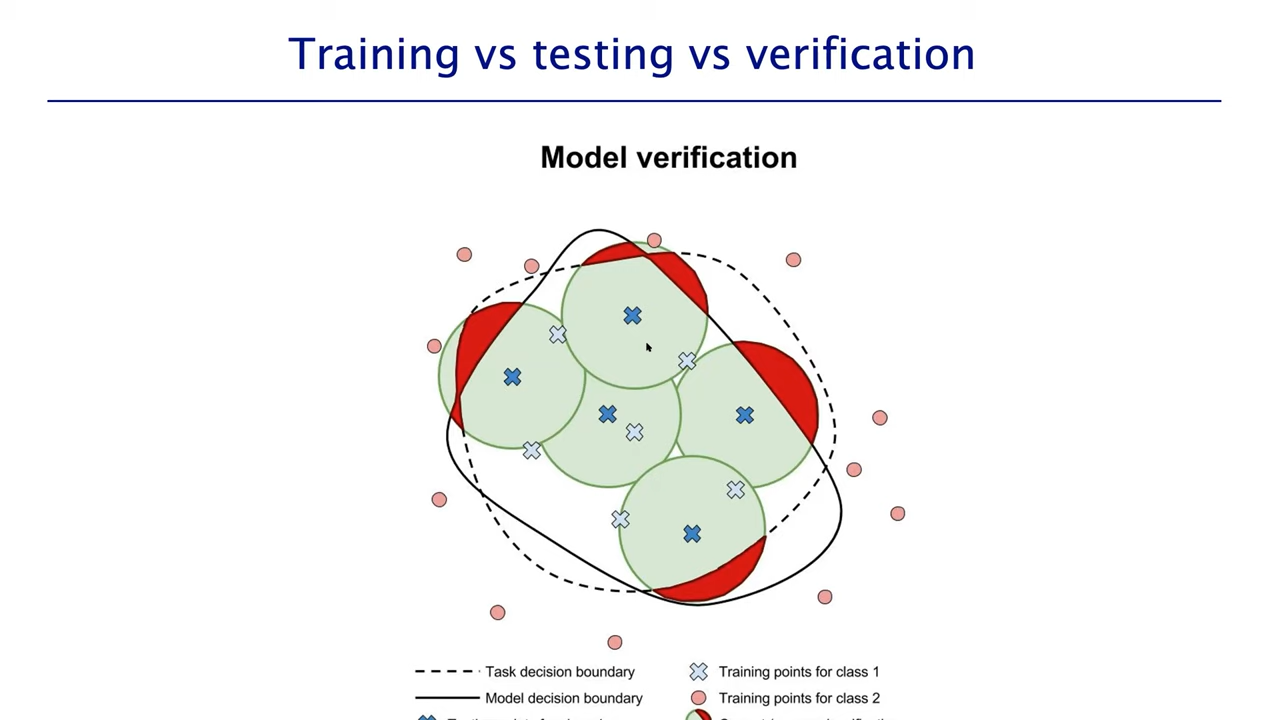 Training vs testing vs verification
Model verification
Task decision boundary
Training points for class 1
Model decision boundary
Training points for class 2